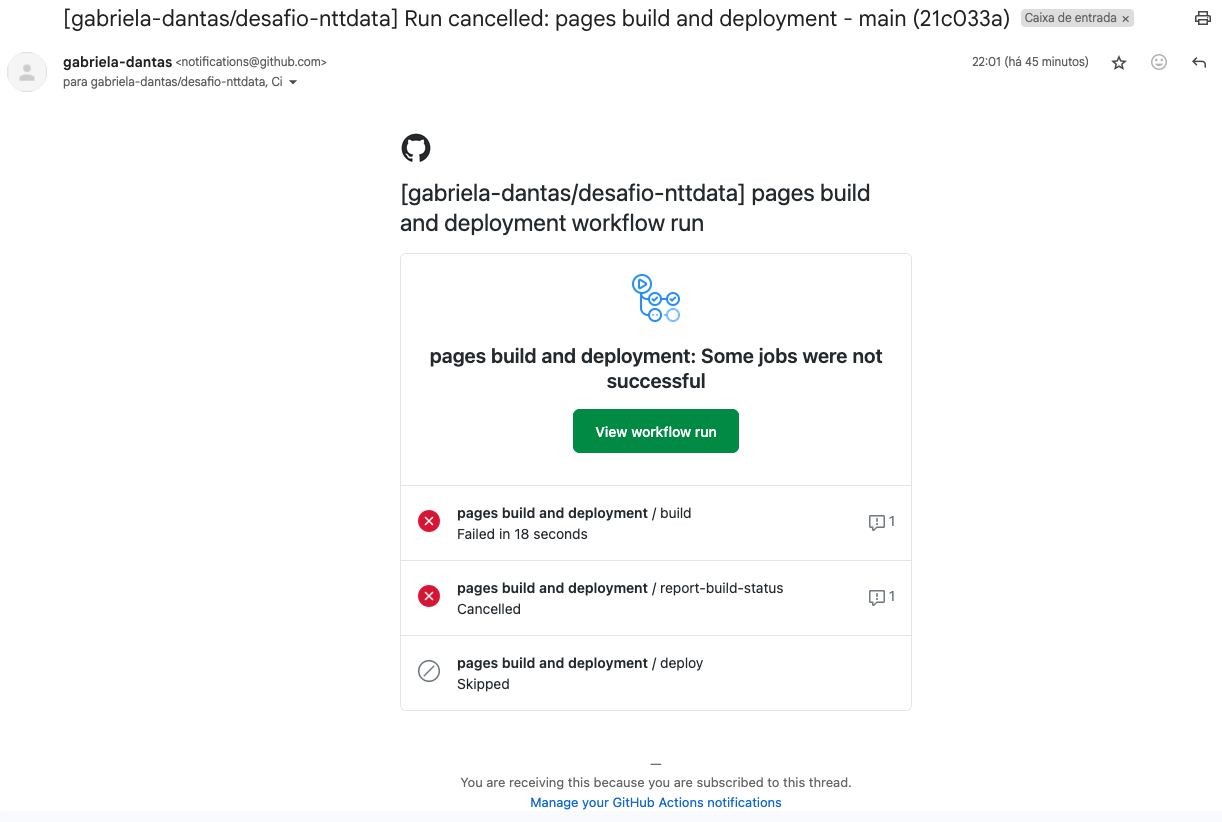 [gabriela-dantas/desafio-nttdata] Run cancelled: pages build and deployment - main (21c033a) Caixa de entrada ×
gabriela-dantas <notifications@github.com> 22:01 (há 45 minutos)
para gabriela-dantas/desafio-nttdata, Ci
[gabriela-dantas/desafio-nttdata] pages build
and deployment workflow run
pages build and deployment: Some jobs were not
successful
View workflow run
pages build and deployment / build
Failed in 18 seconds
1
pages build and deployment / report-build-status
Cancelled
1
pages build and deployment / deploy
Skipped
—
You are receiving this because you are subscribed to this thread.
Manage your GitHub Actions notifications